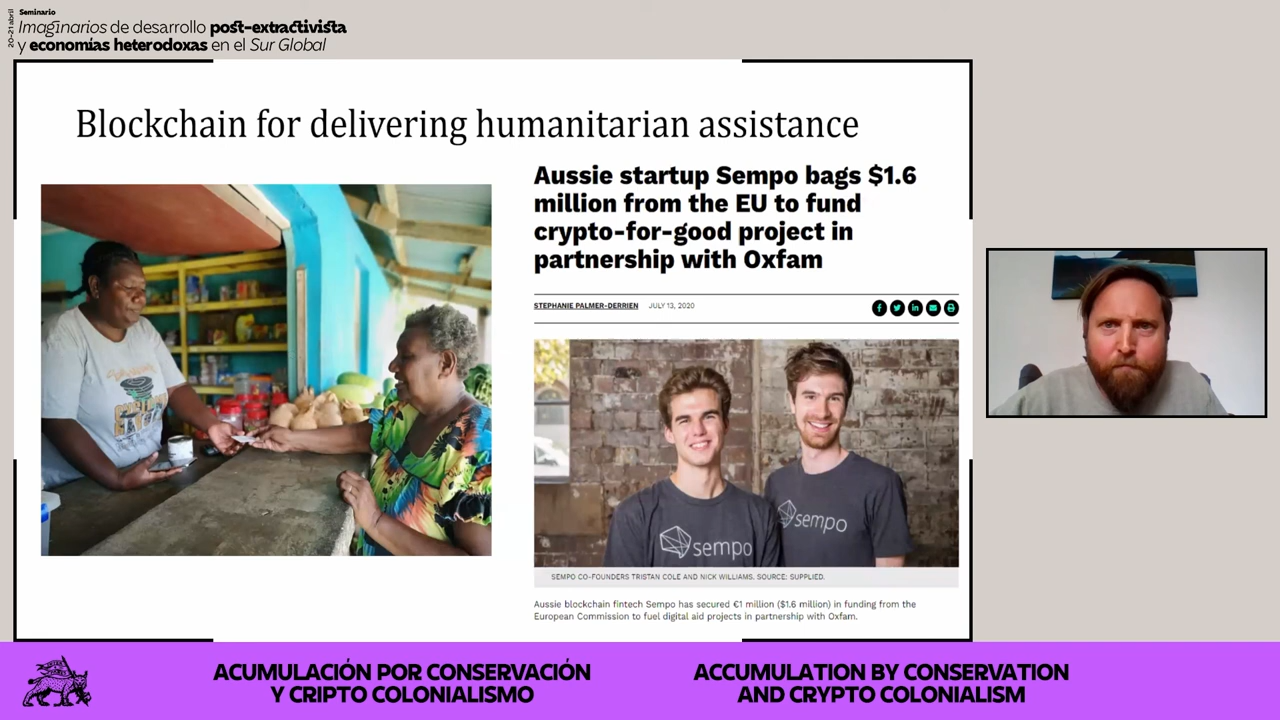 20–21 abril
Seminario
Imaginarios de desarrollo post-extractivista
y economías heterodoxas en el Sur Global
Blockchain for delivering humanitarian assistance
Aussie startup Sempo bags $1.6
million from the EU to fund
crypto-for-good project in
partnership with Oxfam
STEPHANIE PALMER-DERRIEN JULY 13, 2020
sempo
sempo
SEMPO CO-FOUNDERS TRISTAN COLE AND NICK WILLIAMS. SOURCE: SUPPLIED.
Aussie blockchain fintech Sempo has secured €1 million ($1.6 million) in funding from the
European Commission to fuel digital aid projects in partnership with Oxfam.
ACUMULACIÓN POR CONSERVACIÓN
Y CRIPTO COLONIALISMO
ACCUMULATION BY CONSERVATION
AND CRYPTO COLONIALISM